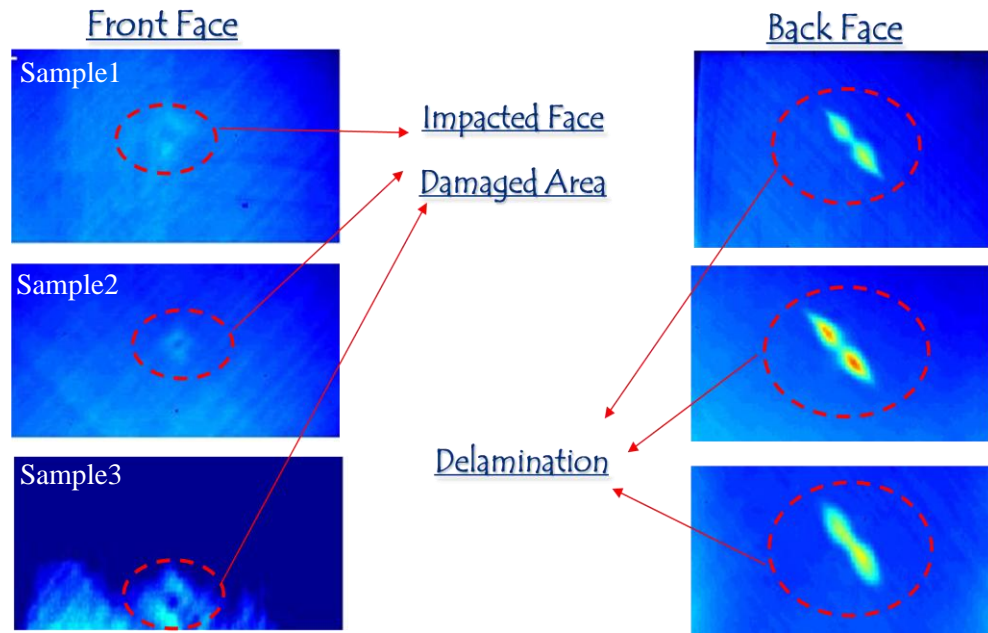 Front Face
Back Face
Sample1
Impacted Face
Damaged Area
Sample2
Delamination
Sample3